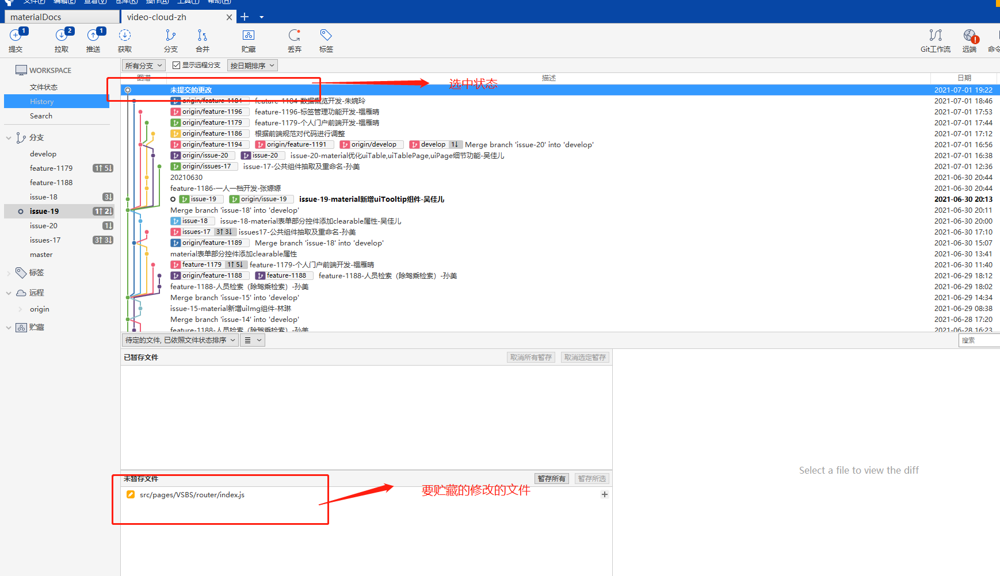 文件(F) 编辑(E) 查看(V) 仓库(R) 操作(A) 工具(T) 帮助(H)
materialDocs
video-cloud-zh
1
2
1
提交
拉取
推送
获取
分支
合并
贮藏
丢弃
标签
Git工作流
远端
WORKSPACE
文件状态
History
Search
分支
develop
feature-1179 1↑ 5↓
feature-1188
issue-18 3↓
issue-19 1↑ 2↓
issue-20 1↓
issues-17 3↑ 3↓
master
标签
远程
origin
贮藏
所有分支 显示远程分支 按日期排序
图谱 描述 日期
选中状态
未提交的更改 2021-07-01 19:22
origin/feature-1184 feature-1184-数据概览开发-朱婉玲 2021-07-01 18:46
origin/feature-1196 feature-1196-标签管理功能开发-禤雁晴 2021-07-01 17:53
origin/feature-1179 feature-1179-个人门户前端开发-禤雁晴 2021-07-01 17:44
origin/feature-1186 根据前端规范对代码进行调整 2021-07-01 17:12
origin/feature-1194 origin/feature-1191 origin/develop develop 1↓ Merge branch 'issue-20' into 'develop' 2021-07-01 16:56
origin/issue-20 issue-20 issue-20-material优化uiTable,uiTablePage,uiPage细节功能-吴佳儿 2021-07-01 16:38
origin/issues-17 issue-17-公共组件抽取及重命名-孙美 2021-07-01 12:36
20210630 2021-06-30 20:44
feature-1186-一人一档开发-张嫄嫄 2021-06-30 20:44
issue-19 origin/issue-19 issue-19-material新增uiTooltip组件-吴佳儿 2021-06-30 20:13
Merge branch 'issue-18' into 'develop' 2021-06-30 20:11
issue-18 issue-18-material表单部分控件添加clearable属性-吴佳儿 2021-06-30 20:00
issues-17 3↑ 3↓ issues17-公共组件抽取及重命名-孙美 2021-06-30 17:10
origin/feature-1189 Merge branch 'issue-18' into 'develop' 2021-06-30 15:07
material表单部分控件添加clearable属性 2021-06-30 13:41
feature-1179 1↑ 5↓ feature-1179-个人门户前端开发-禤雁晴 2021-06-30 11:40
origin/feature-1188 feature-1188 feature-1188-人员检索（除驾乘检索）-孙美 2021-06-29 18:12
feature-1188-人员检索（除驾乘检索）-孙美 2021-06-29 18:02
Merge branch 'issue-15' into 'develop' 2021-06-29 14:34
issue-15-material新增uiImg组件-林琳 2021-06-29 08:38
Merge branch 'issue-14' into 'develop' 2021-06-28 17:20
feature-1188-人员检索（除驾乘检索）-孙美 2021-06-28 16:23
待定的文件, 已依照文件状态排序 搜索
已暂存文件 取消所有暂存 取消选定暂存
未暂存文件 暂存所有 暂存所选
src/pages/VSBS/router/index.js
要贮藏的修改的文件
Select a file to view the diff